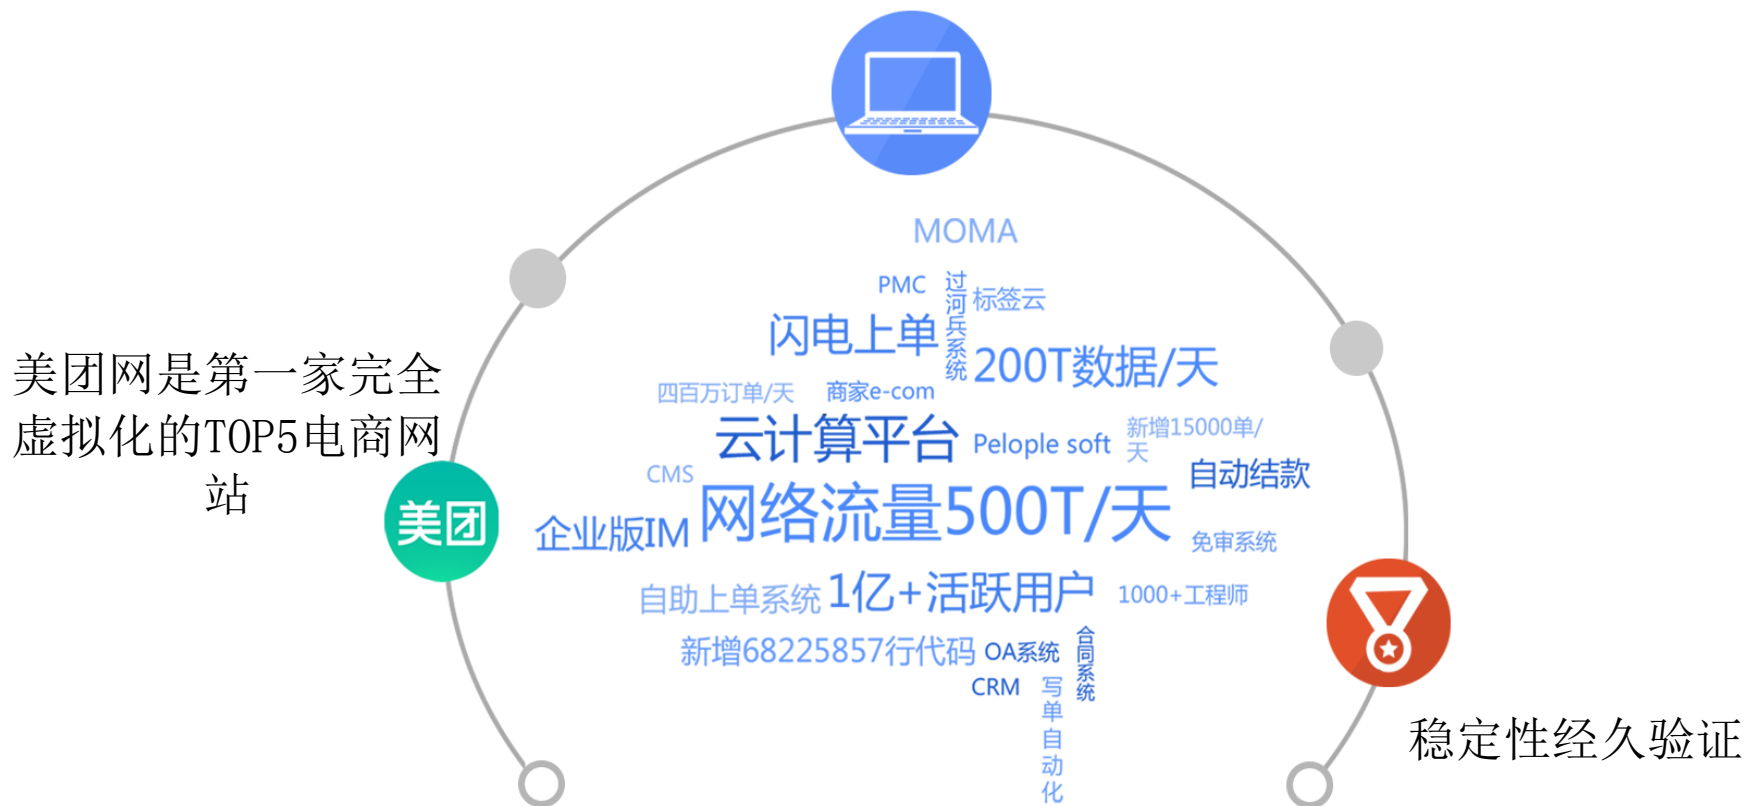 MOMA
PMC
过河兵系统
标签云
闪电上单
200T数据/天
美团网是第一家完全
虚拟化的TOP5电商网
站
四百万订单/天
商家e-com
云计算平台
Pelople soft
新增15000单/
天
CMS
自动结款
美团
企业版IM
网络流量500T/天
免审系统
自助上单系统
1亿+活跃用户
1000+工程师
新增68225857行代码
OA系统
合同系统
CRM
写单自动化
稳定性经久验证